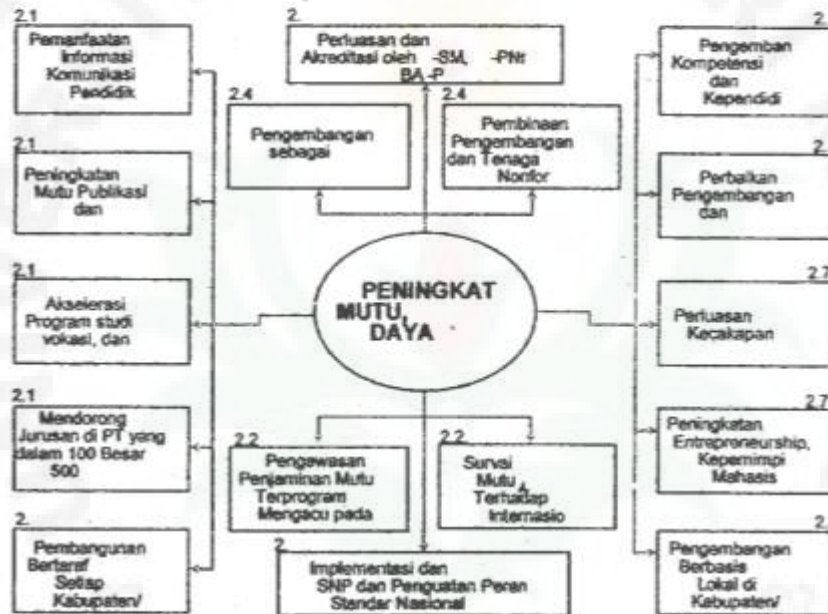 2.1
Pemanfaatan
Informasi
Komunikasi
Pendidik
2.
Perluasan dan
Akreditasi oleh -SM, -PNf
BA -P
2.
Pengemban
Kompetensi
dan
Kependidi
2.4
Pengembangan
sebagai
2.4
Pembinaan
Pengembangan
dan Tenaga
Nonfor
2.1
Peningkatan
Mutu Publikasi
dan
2.
Perbaikan
Pengembangan
dan
PENINGKAT
MUTU,
DAYA
2.1
Akselerasi
Program studi
vokasi, dan
2.7
Perluasan
Kecakapan
2.1
Mendorong
Jurusan di PT yang
dalam 100 Besar
500
2.7
Peningkatan
Entrepreneurship,
Kepemimpi
Mahasis
2.2
Pengawasan
Penjaminan Mutu
Terprogram
Mengacu pada
2.2
Survai
Mutu
Terhadap
Internasio
2.
Pembangunan
Bertaraf
Setiap
Kabupaten/
2.
Implementasi dan
SNP dan Penguatan Peran
Standar Nasional
2.
Pengembangan
Berbasis
Lokal di
Kabupaten/